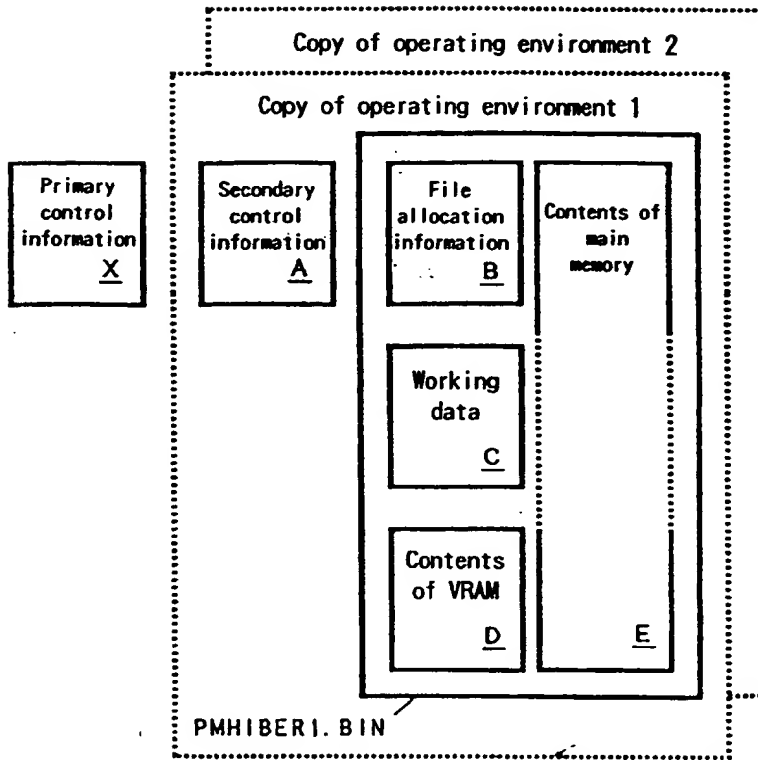 Copy of operating environment 2
Copy of operating environment 1
Primary
control
information
X
Secondary
control
information
A
File
allocation
information
B
Contents of
main
memory
Working
data
C
Contents
of VRAM
D
E
PMHIBER1.BIN